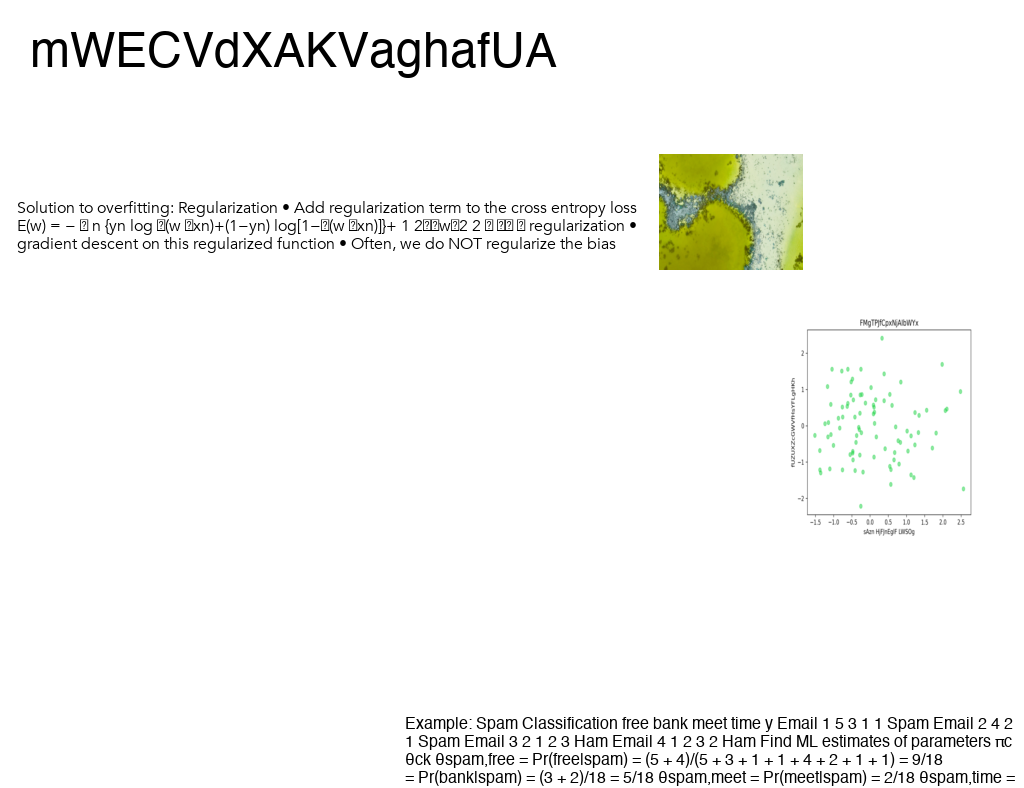 mWECVdXAKVaghafUA
Solution to overfitting: Regularization • Add regularization term to the cross entropy loss
E(w) = − n {yn log (w xn)+(1−yn) log[1−(w xn)]}+ 1 2 w 2 2 regularization •
gradient descent on this regularized function • Often, we do NOT regularize the bias
FMgTPJfCpxNjAibWYx
2
1
0
−1
−2
−1.5 −1.0 −0.5 0.0 0.5 1.0 1.5 2.0 2.5
Example: Spam Classification free bank meet time y Email 1 5 3 1 1 Spam Email 2 4 2
1 Spam Email 3 2 1 2 3 Ham Email 4 1 2 3 2 Ham Find ML estimates of parameters πc
θck θspam,free = Pr(free|spam) = (5 + 4)/(5 + 3 + 1 + 1 + 4 + 2 + 1 + 1) = 9/18
= Pr(bank|spam) = (3 + 2)/18 = 5/18 θspam,meet = Pr(meet|spam) = 2/18 θspam,time =